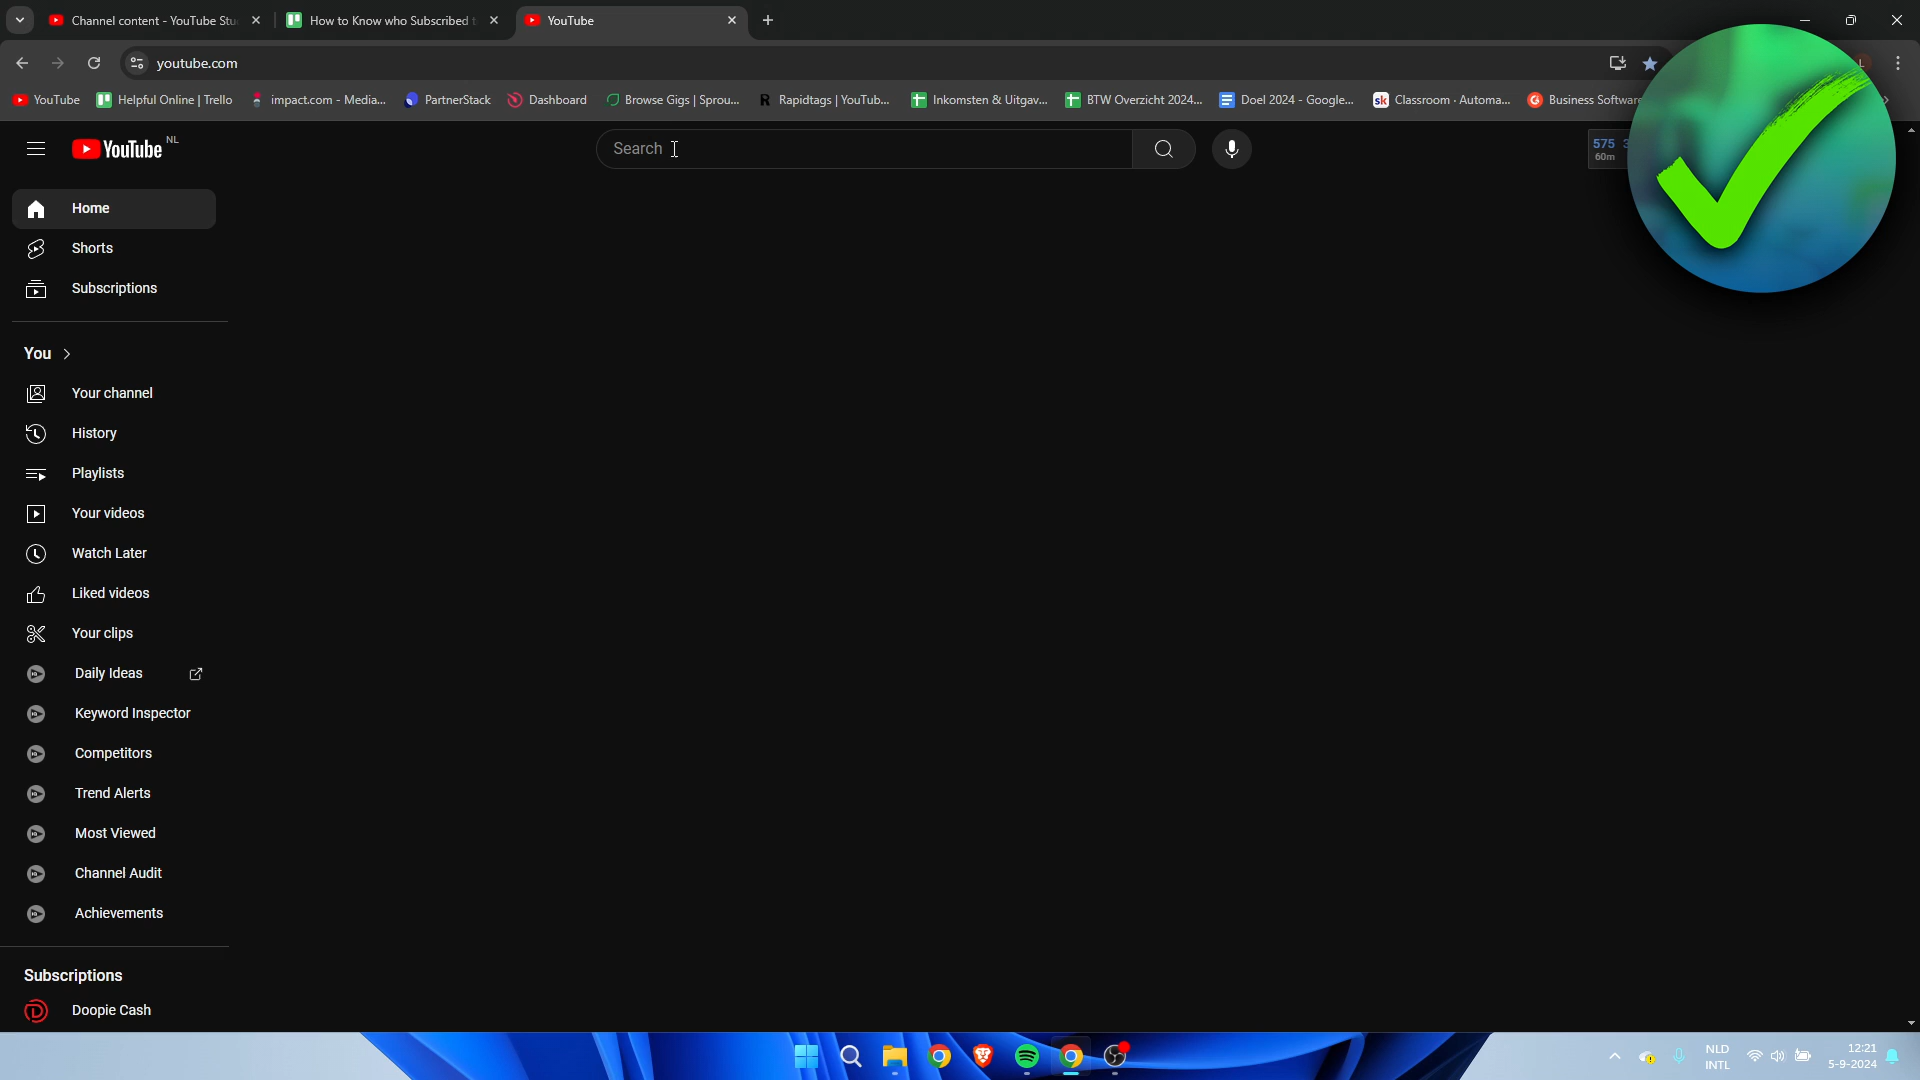 Channel content - YouTube Stu
How to Know who Subscribed t
YouTube
youtube.com
YouTube
Helpful Online | Trello
impact.com - Media...
PartnerStack
Dashboard
Browse Gigs | Sprou...
Rapidtags | YouTub...
Inkomsten & Uitgav...
BTW Overzicht 2024...
Doel 2024 - Google...
Classroom - Automa...
Business Software
YouTube NL
Search
575
60m
Home
Shorts
Subscriptions
You
Your channel
History
Playlists
Your videos
Watch Later
Liked videos
Your clips
Daily Ideas
Keyword Inspector
Competitors
Trend Alerts
Most Viewed
Channel Audit
Achievements
Subscriptions
Doopie Cash
NLD
INTL
12:21
5-9-2024